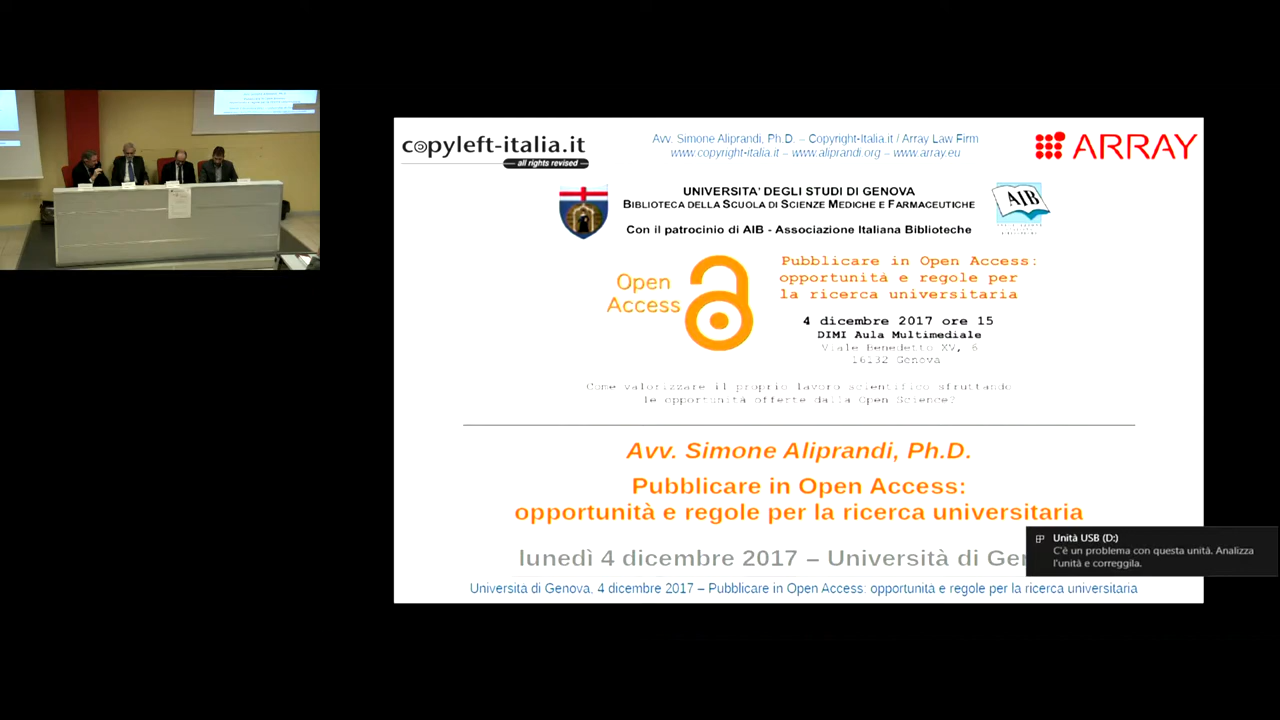 copyleft-italia.it
all rights revised
Avv. Simone Aliprandi, Ph.D. – Copyright-Italia.it / Array Law Firm
www.copyright-italia.it – www.aliprandi.org – www.array.eu
ARRAY
UNIVERSITA' DEGLI STUDI DI GENOVA
BIBLIOTECA DELLA SCUOLA DI SCIENZE MEDICHE E FARMACEUTICHE
Con il patrocinio di AIB - Associazione Italiana Biblioteche
AIB
Open
Access
Pubblicare in Open Access:
opportunità e regole per
la ricerca universitaria
4 dicembre 2017 ore 15
DIMI Aula Multimediale
Viale Benedetto XV, 6
16132 Genova
Come valorizzare il proprio lavoro scientifico sfruttando
le opportunità offerte dalla Open Science?
Avv. Simone Aliprandi, Ph.D.
Pubblicare in Open Access:
opportunità e regole per la ricerca universitaria
lunedì 4 dicembre 2017 – Università di Ge
Unità USB (D:)
C'è un problema con questa unità. Analizza
l'unità e correggila.
Università di Genova, 4 dicembre 2017 – Pubblicare in Open Access: opportunità e regole per la ricerca universitaria